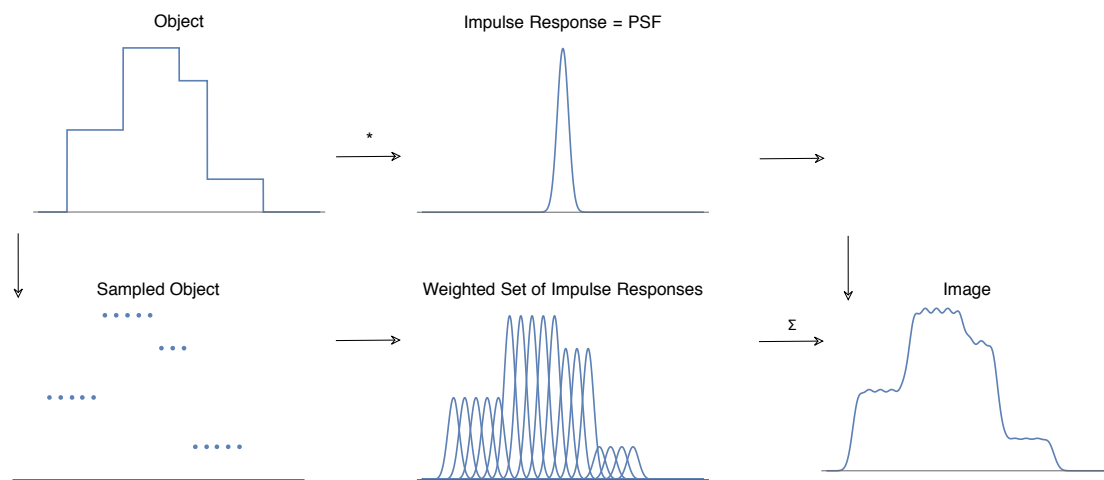 Object
Impulse Response = PSF
*
Sampled Object
Weighted Set of Impulse Responses
Σ
Image